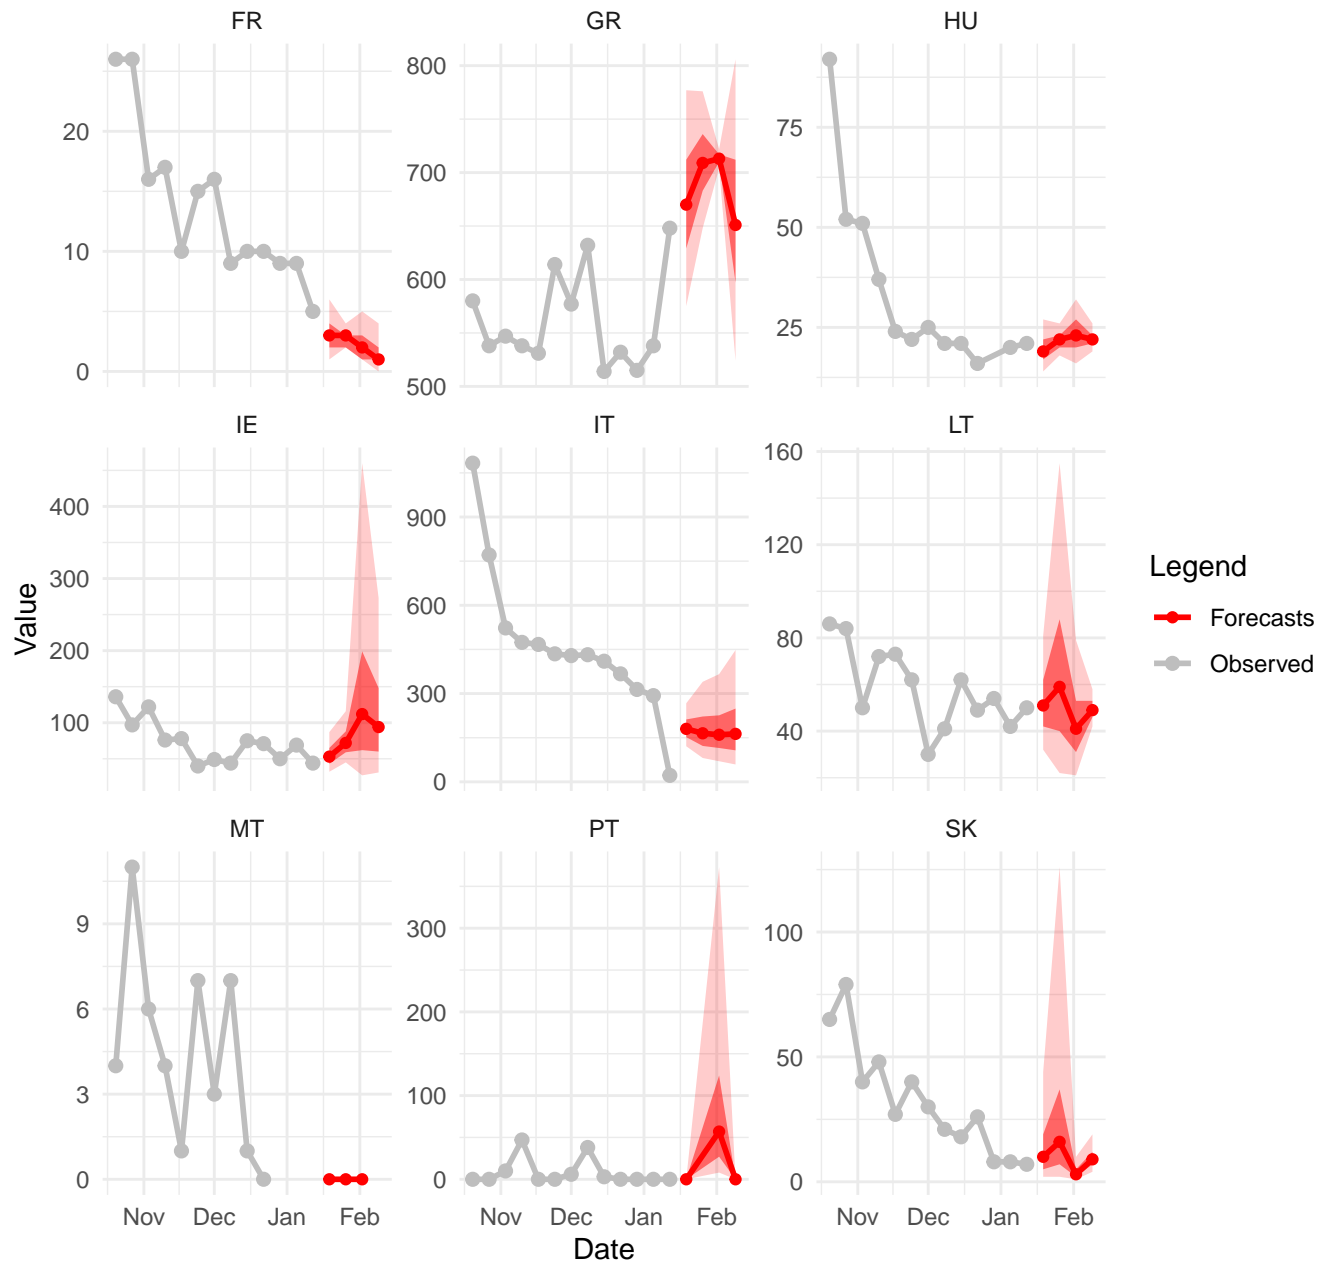 FR
GR
HU
20
10
0
800
700
600
500
75
50
25
IE
IT
LT
400
300
200
100
900
600
300
0
160
120
80
40
MT
PT
SK
9
6
3
0
300
200
100
0
100
50
0
Nov Dec Jan Feb
Nov Dec Jan Feb
Nov Dec Jan Feb
Value
Date
Legend
Forecasts
Observed